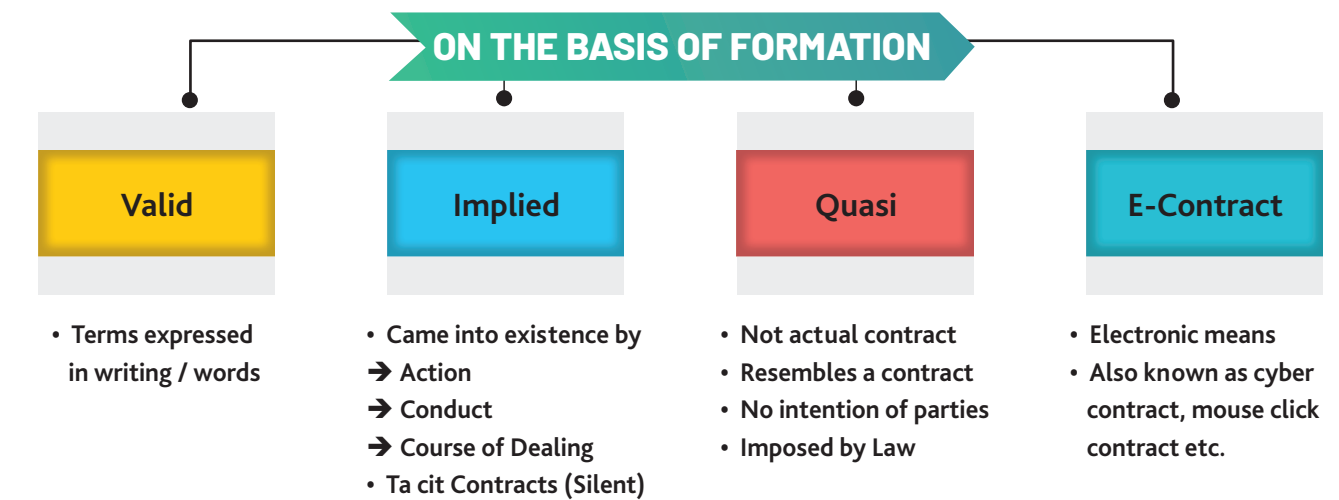 ON THE BASIS OF FORMATION
Valid
• Terms expressed
in writing / words
Implied
• Came into existence by
➔ Action
➔ Conduct
➔ Course of Dealing
• Ta cit Contracts (Silent)
Quasi
• Not actual contract
• Resembles a contract
• No intention of parties
• Imposed by Law
E-Contract
• Electronic means
• Also known as cyber
contract, mouse click
contract etc.